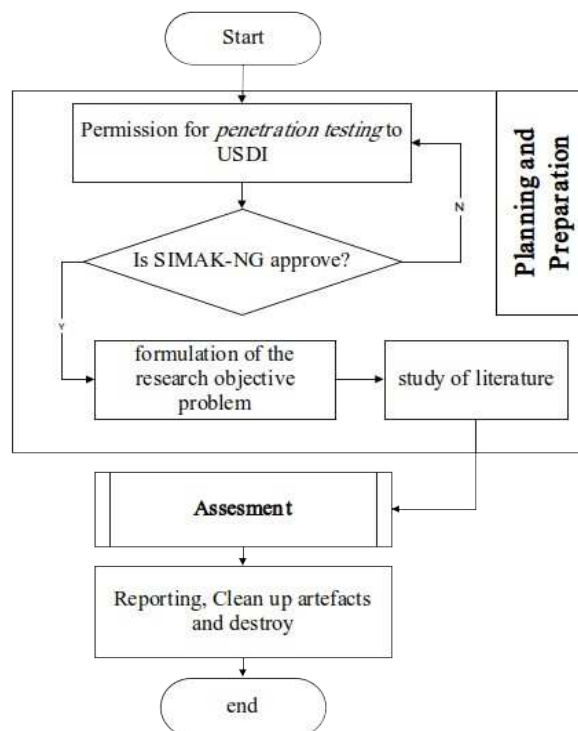 Start
Permission for penetration testing to
USDI
N
Is SIMAK-NG approve?
Y
formulation of the
research objective
problem
study of literature
Planning and
Preparation
Assesment
Reporting, Clean up artefacts
and destroy
end